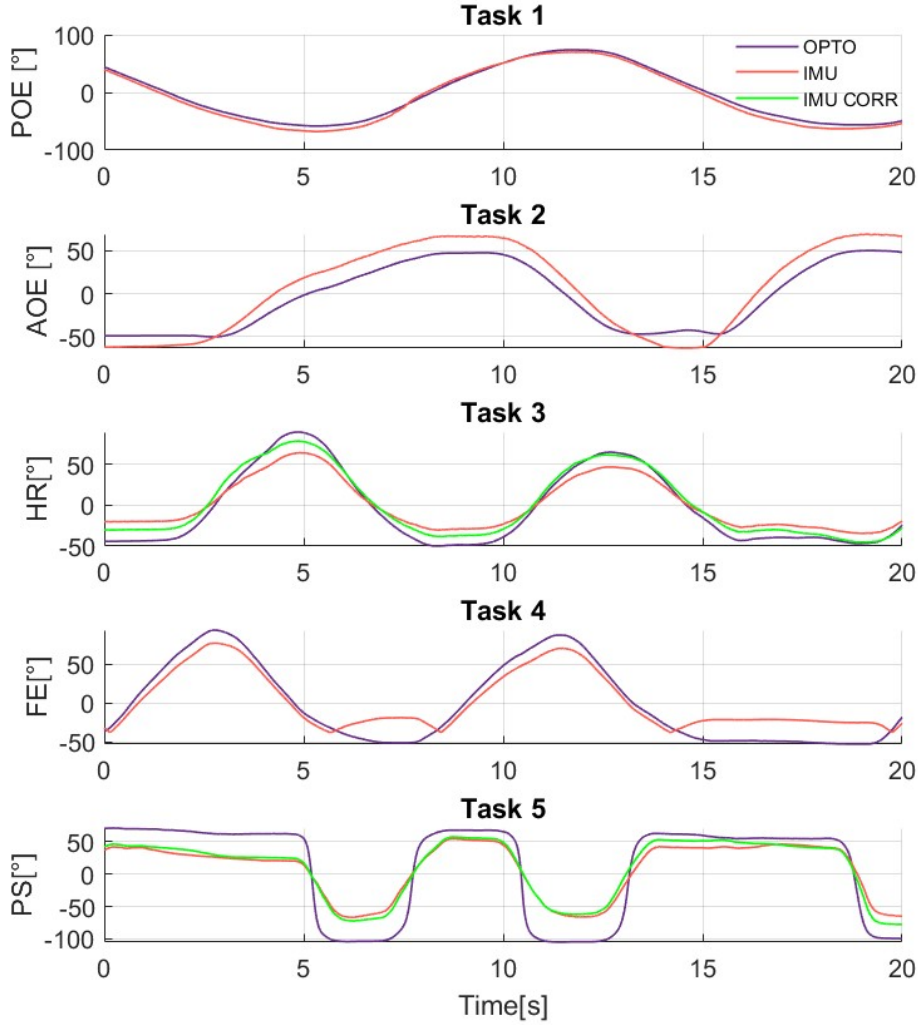 Task 1
POE [°]
100
0
-100
OPTO
IMU
IMU CORR
0 5 10 15 20
Task 2
AOE [°]
50
0
-50
0 5 10 15 20
Task 3
HR[°]
50
0
-50
0 5 10 15 20
Task 4
FE[°]
50
0
-50
0 5 10 15 20
Task 5
PS[°]
50
0
-50
-100
0 5 10 15 20
Time[s]